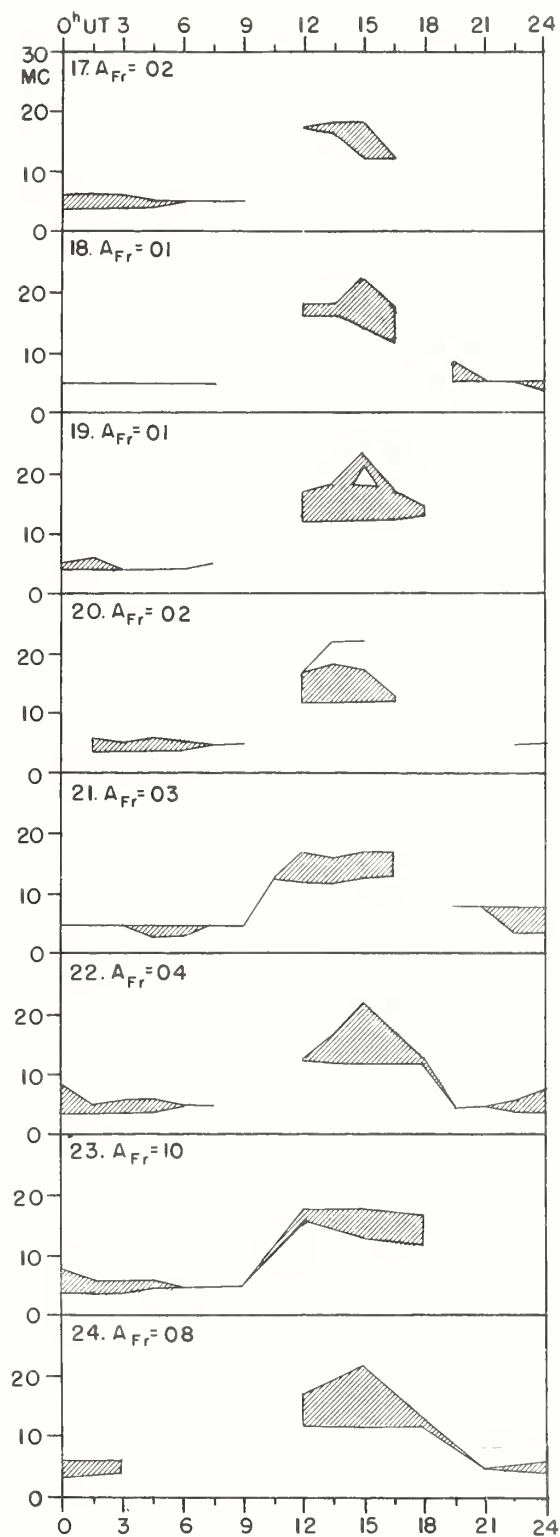 0ʰ UT 3 6 9 12 15 18 21 24
30
MC
17. A_Fr = 02
20
10
0
18. A_Fr = 01
20
10
0
19. A_Fr = 01
20
10
0
20. A_Fr = 02
20
10
0
21. A_Fr = 03
20
10
0
22. A_Fr = 04
20
10
0
23. A_Fr = 10
20
10
0
24. A_Fr = 08
20
10
0
0 3 6 9 12 15 18 21 24